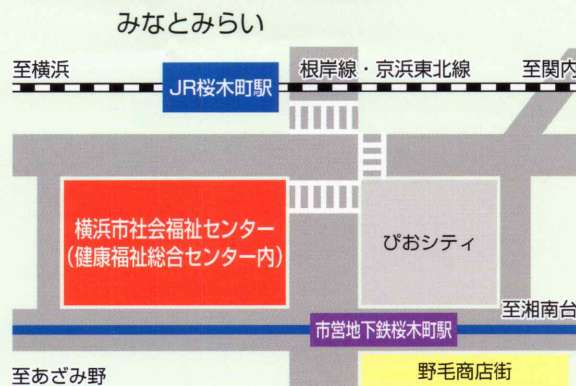 みなとみらい
至横浜
JR桜木町駅
根岸線・京浜東北線
至関内
横浜市社会福祉センター
(健康福祉総合センター内)
ぴおシティ
至湘南台
市営地下鉄桜木町駅
至あざみ野
野毛商店街